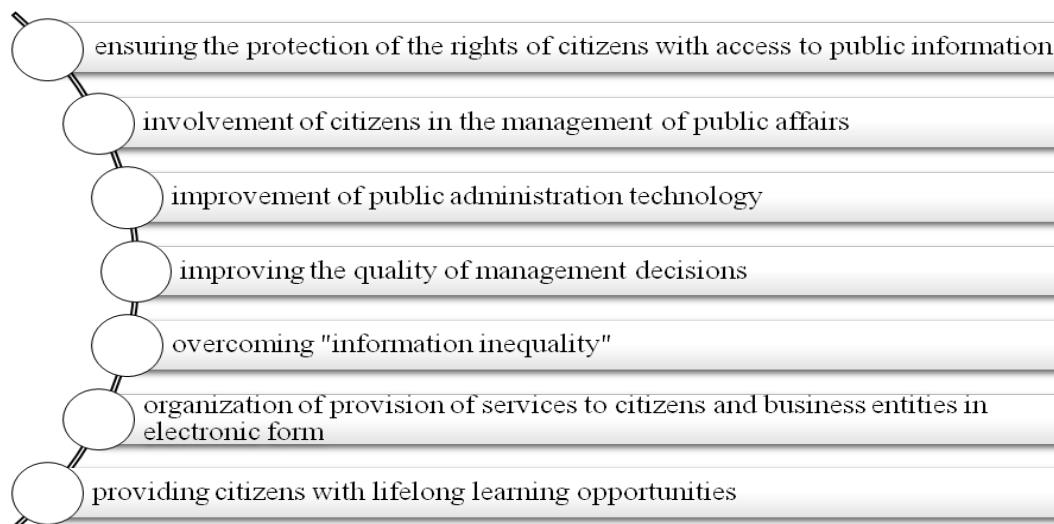 ensuring the protection of the rights of citizens with access to public information
involvement of citizens in the management of public affairs
improvement of public administration technology
improving the quality of management decisions
overcoming "information inequality"
organization of provision of services to citizens and business entities in
electronic form
providing citizens with lifelong learning opportunities